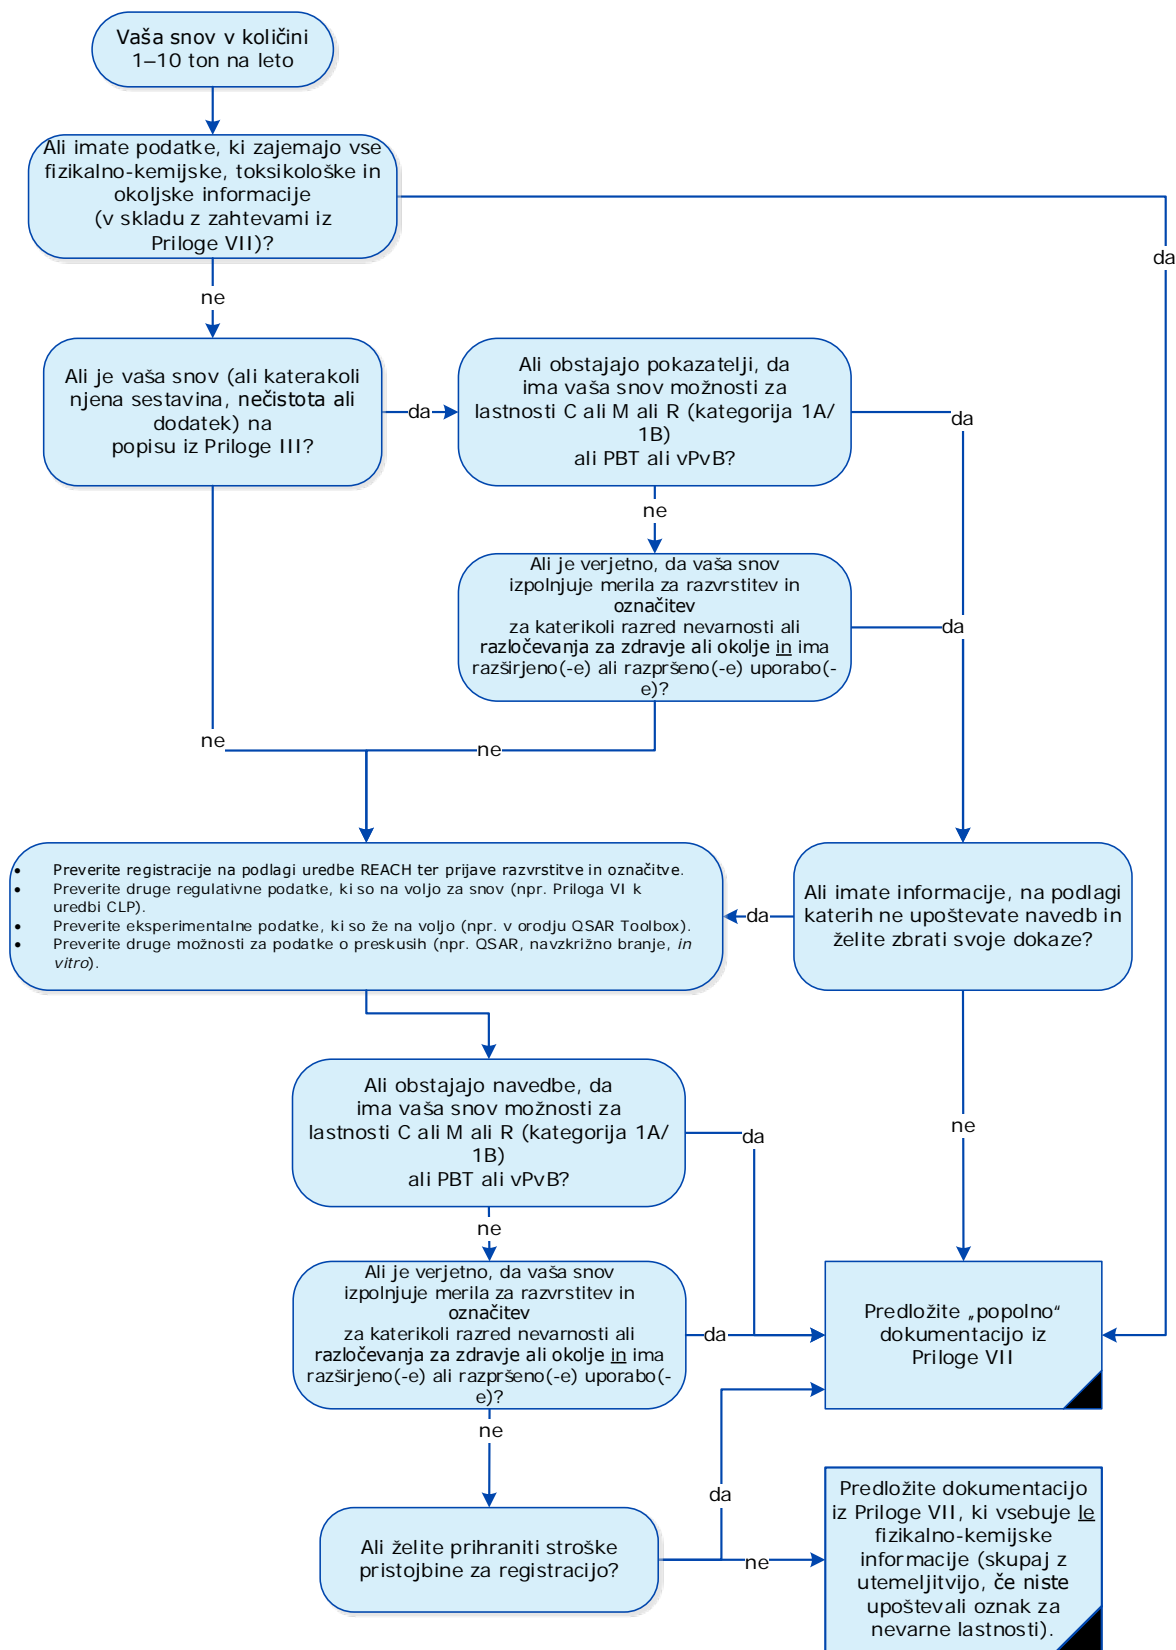 Vaša snov v količini
1–10 ton na leto
Ali imate podatke, ki zajemajo vse
fizikalno-kemijske, toksikološke in
okoljske informacije
(v skladu z zahtevami iz
Priloge VII)?
da
ne
Ali je vaša snov (ali katerakoli
njena sestavina, nečistota ali
dodatek) na
popisu iz Priloge III?
da
Ali obstajajo pokazatelji, da
ima vaša snov možnosti za
lastnosti C ali M ali R (kategorija 1A/
1B)
ali PBT ali vPvB?
da
ne
Ali je verjetno, da vaša snov
izpolnjuje merila za razvrstitev in
označitev
za katerikoli razred nevarnosti ali
razločevanja za zdravje ali okolje in ima
razširjeno(-e) ali razpršeno(-e) uporabo(-
e)?
da
ne
ne
• Preverite registracije na podlagi uredbe REACH ter prijave razvrstitve in označitve.
• Preverite druge regulativne podatke, ki so na voljo za snov (npr. Priloga VI k
uredbi CLP).
• Preverite eksperimentalne podatke, ki so že na voljo (npr. v orodju QSAR Toolbox).
• Preverite druge možnosti za podatke o preskusih (npr. QSAR, navzkrižno branje, in
vitro).
da
Ali imate informacije, na podlagi
katerih ne upoštevate navedb in
želite zbrati svoje dokaze?
ne
Ali obstajajo navedbe, da
ima vaša snov možnosti za
lastnosti C ali M ali R (kategorija 1A/
1B)
ali PBT ali vPvB?
da
ne
Ali je verjetno, da vaša snov
izpolnjuje merila za razvrstitev in
označitev
za katerikoli razred nevarnosti ali
razločevanja za zdravje ali okolje in ima
razširjeno(-e) ali razpršeno(-e) uporabo(-
e)?
da
ne
Predložite „popolno“
dokumentacijo iz
Priloge VII
Ali želite prihraniti stroške
pristojbine za registracijo?
da
ne
Predložite dokumentacijo
iz Priloge VII, ki vsebuje le
fizikalno-kemijske
informacije (skupaj z
utemeljitvijo, če niste
upoštevali oznak za
nevarne lastnosti).